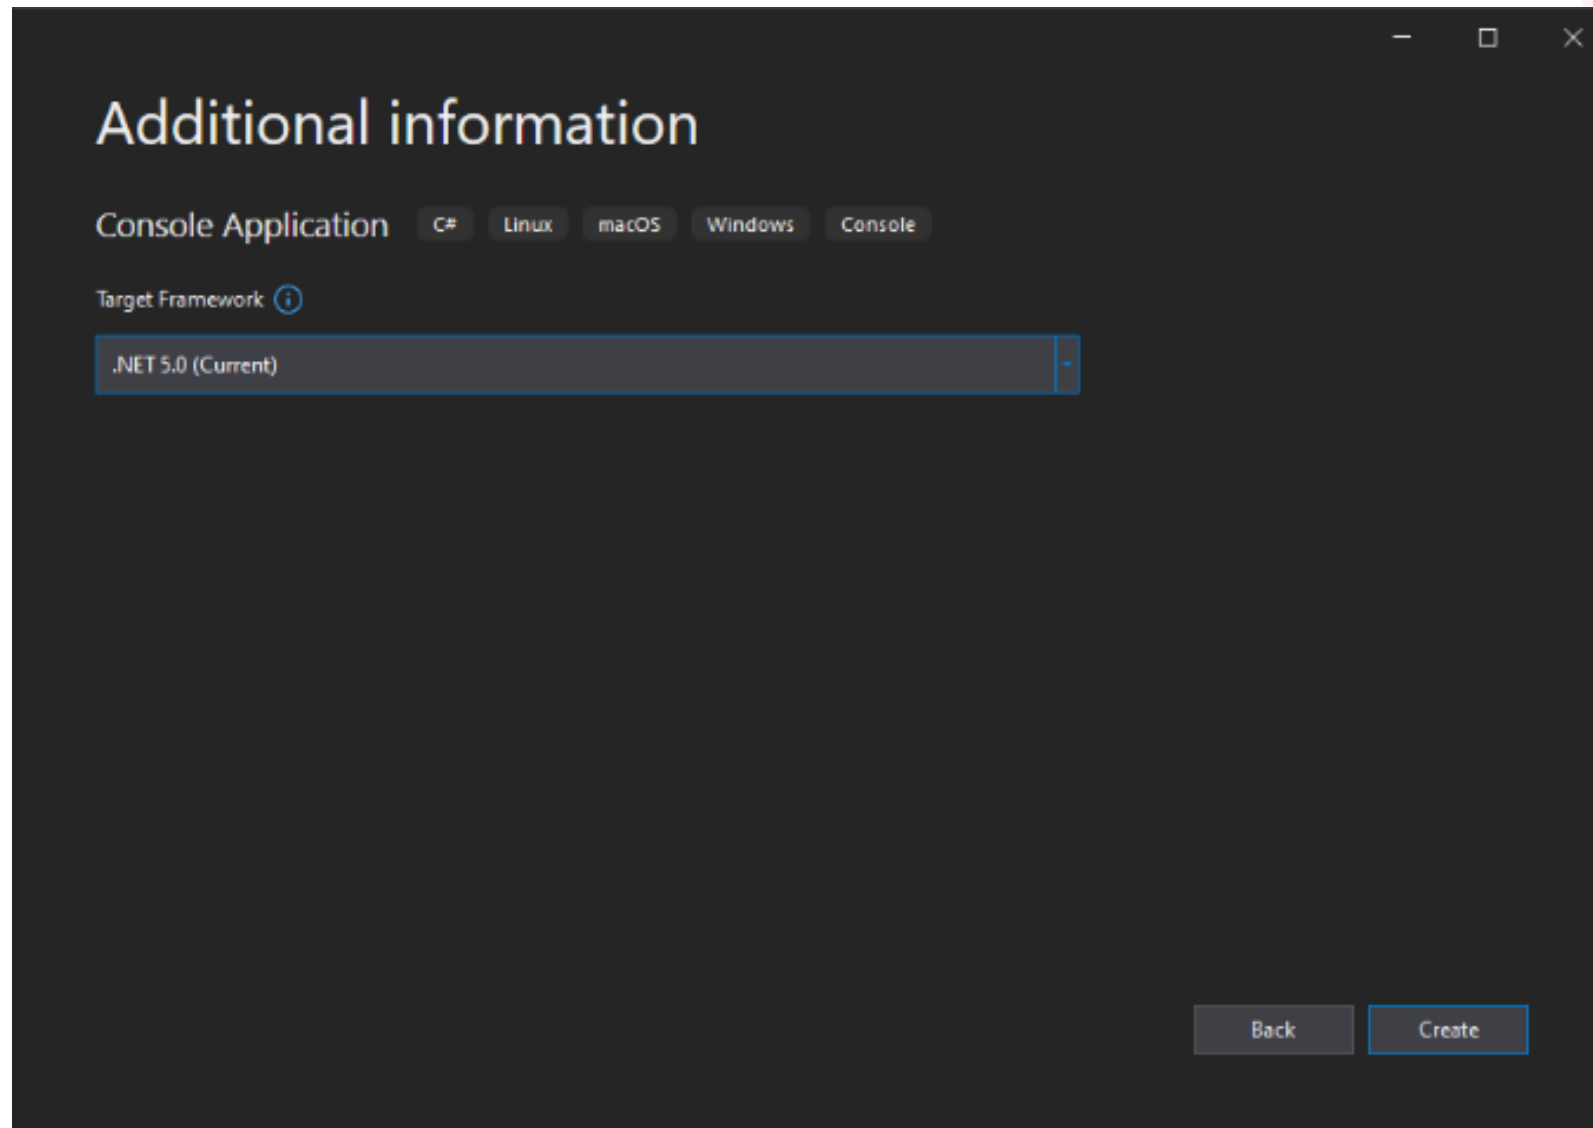 Additional information
Console Application C# Linux macOS Windows Console
Target Framework
.NET 5.0 (Current)
Back Create